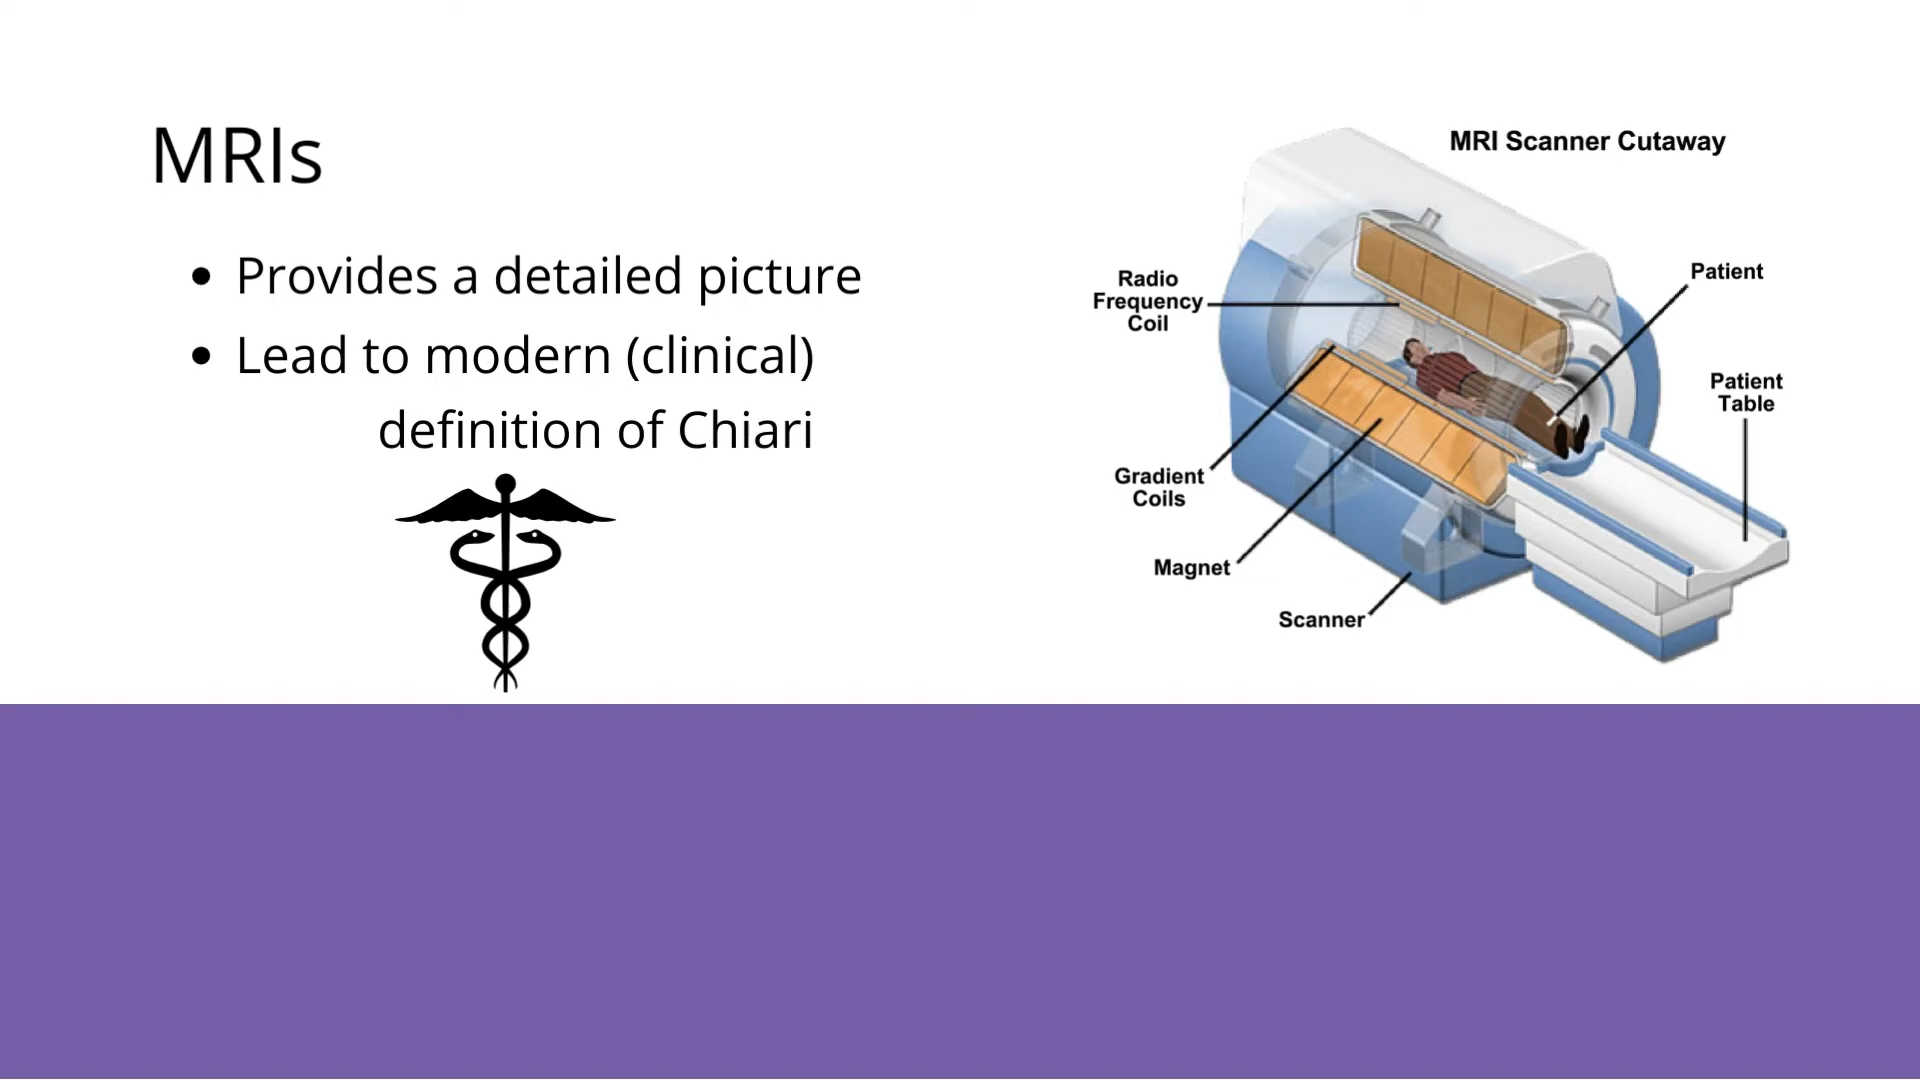 MRIs
Provides a detailed picture
Lead to modern (clinical)
definition of Chiari
MRI Scanner Cutaway
Radio
Frequency
Coil
Patient
Patient
Table
Gradient
Coils
Magnet
Scanner